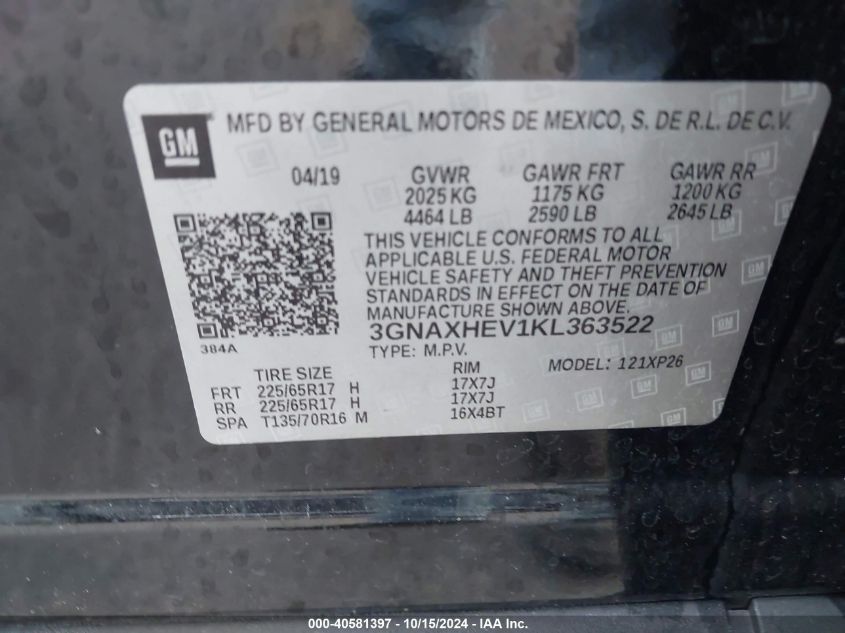 GM
MFD BY GENERAL MOTORS DE MEXICO, S. DE R.L. DE C.V.
04/19 GVWR GAWR FRT GAWR RR
2025 KG 1175 KG 1200 KG
4464 LB 2590 LB 2645 LB
THIS VEHICLE CONFORMS TO ALL
APPLICABLE U.S. FEDERAL MOTOR
VEHICLE SAFETY AND THEFT PREVENTION
STANDARDS IN EFFECT ON THE DATE OF
MANUFACTURE SHOWN ABOVE.
3GNAXHEV1KL363522
384A
TYPE: M.P.V. MODEL: 121XP26
TIRE SIZE RIM
FRT 225/65R17 H 17X7J
RR 225/65R17 H 17X7J
SPA T135/70R16 M 16X4BT
000-40581397 - 10/15/2024 - IAA Inc.